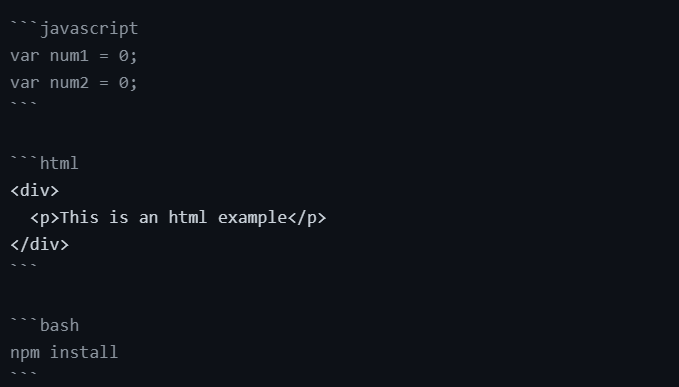 ```javascript
var num1 = 0;
var num2 = 0;
```
```html
<div>
  <p>This is an html example</p>
</div>
```
```bash
npm install
```